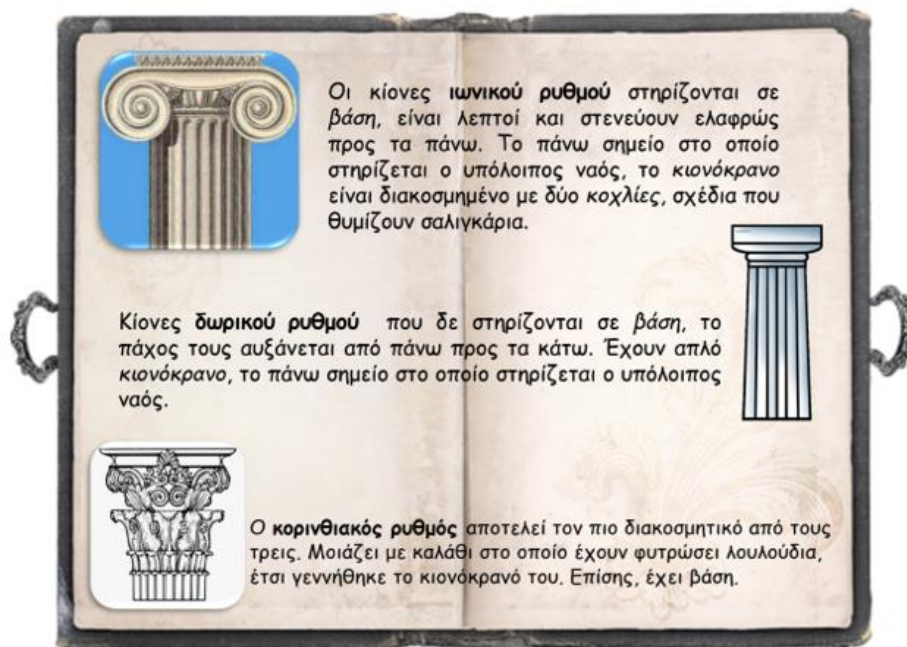 Οι κίονες ιωνικού ρυθμού στηρίζονται σε
βάση, είναι λεπτοί και στενεύουν ελαφρώς
προς τα πάνω. Το πάνω σημείο στο οποίο
στηρίζεται ο υπόλοιπος ναός, το κιονόκρανο
είναι διακοσμημένο με δύο κοχλίες, σχέδια που
θυμίζουν σαλιγκάρια.
Κίονες δωρικού ρυθμού που δε στηρίζονται σε βάση, το
πάχος τους αυξάνεται από πάνω προς τα κάτω. Έχουν απλό
κιονόκρανο, το πάνω σημείο στο οποίο στηρίζεται ο υπόλοιπος
ναός.
Ο κορινθιακός ρυθμός αποτελεί τον πιο διακοσμητικό από τους
τρεις. Μοιάζει με καλάθι στο οποίο έχουν φυτρώσει λουλούδια,
έτσι γεννήθηκε το κιονόκρανό του. Επίσης, έχει βάση.